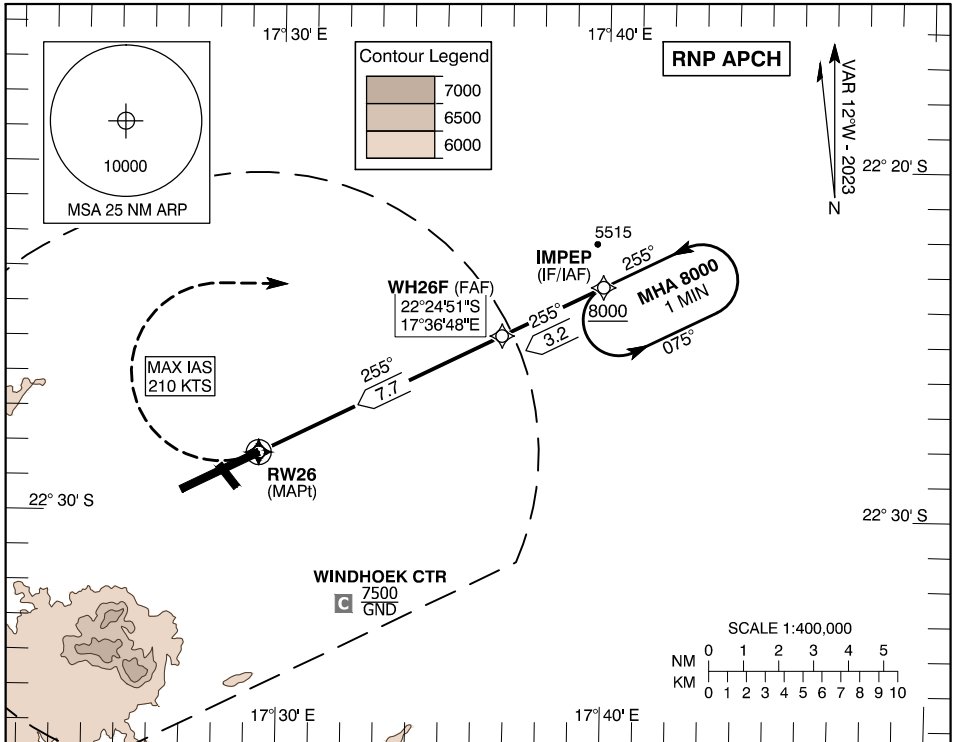 17° 30' E
17° 40' E
Contour Legend
7000
6500
6000
RNP APCH
VAR 12°W - 2023
N
10000
MSA 25 NM ARP
22° 20' S
5515
IMPEP
(IF/IAF)
255°
MHA 8000
1 MIN
8000
075°
WH26F (FAF)
22°24'51"S
17°36'48"E
255°
3.2
MAX IAS
210 KTS
255°
7.7
RW26
(MAPt)
22° 30' S
22° 30' S
WINDHOEK CTR
C
7500
GND
SCALE 1:400,000
NM 0 1 2 3 4 5
KM 0 1 2 3 4 5 6 7 8 9 10
17° 30' E
17° 40' E